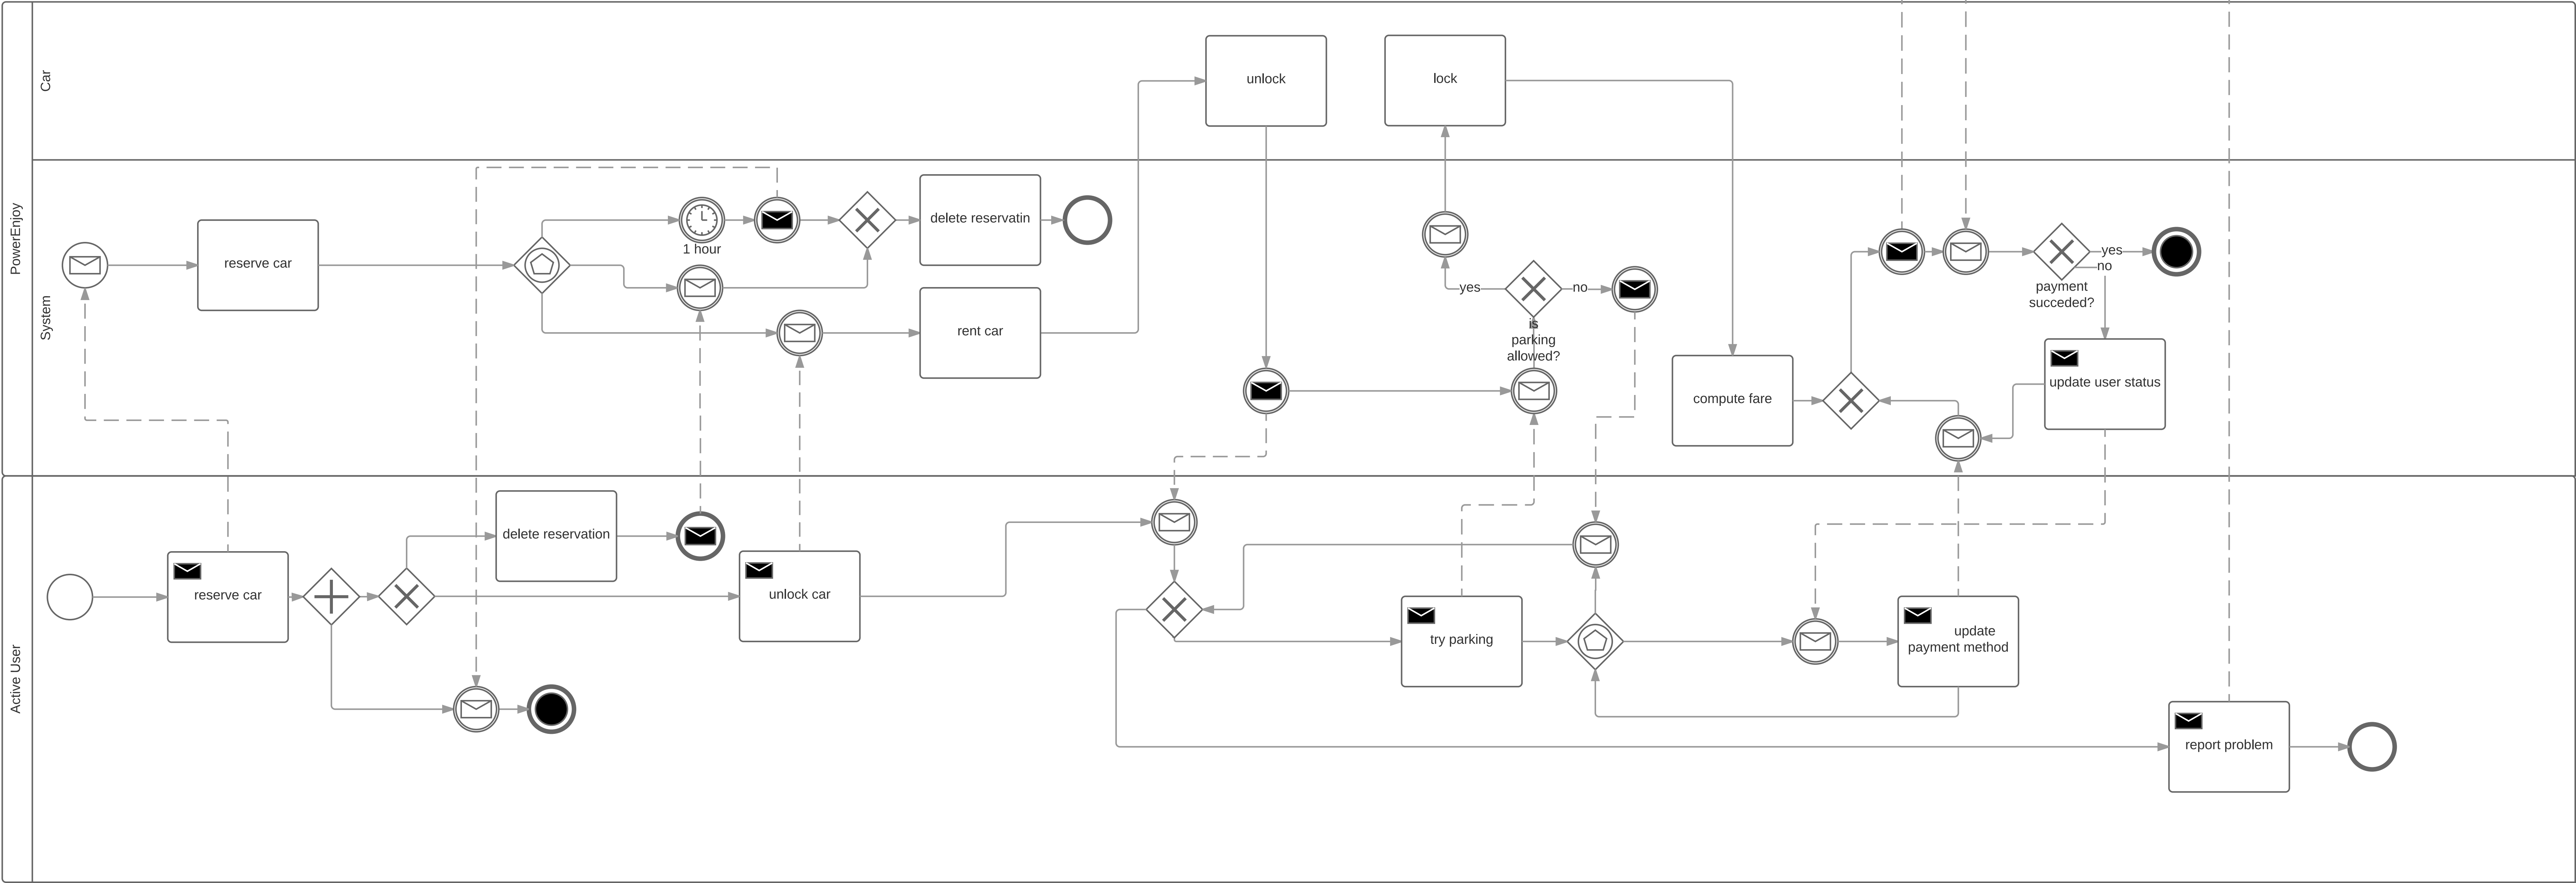 PowerEnjoy
Car
unlock
lock
System
reserve car
1 hour
delete reservatin
rent car
yes
no
is
parking
allowed?
compute fare
yes
no
payment
succeded?
update user status
Active User
reserve car
delete reservation
unlock car
try parking
update
payment method
report problem